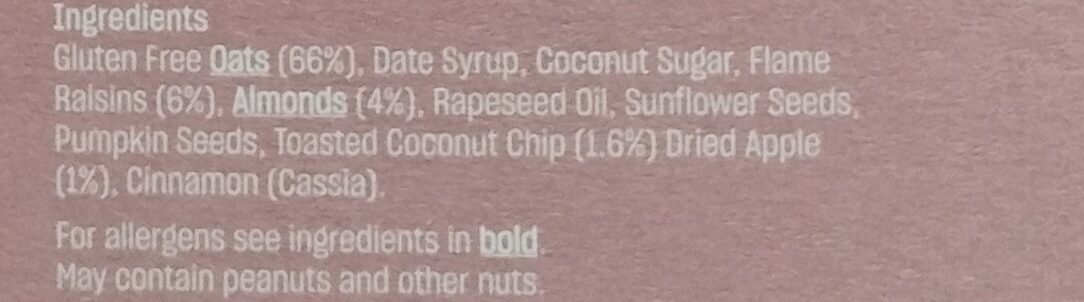 Ingredients
Gluten Free Oats (66%), Date Syrup, Coconut Sugar, Flame
Raisins (6%), Almonds (4%), Rapeseed Oil, Sunflower Seeds,
Pumpkin Seeds, Toasted Coconut Chip (1.6%) Dried Apple
(1%), Cinnamon (Cassia).
For allergens see ingredients in bold.
May contain peanuts and other nuts.